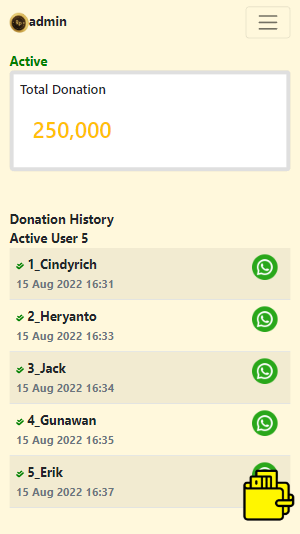 admin
Active
Total Donation
250,000
Donation History
Active User 5
1_Cindyrich
15 Aug 2022 16:31
2_Heryanto
15 Aug 2022 16:33
3_Jack
15 Aug 2022 16:34
4_Gunawan
15 Aug 2022 16:35
5_Erik
15 Aug 2022 16:37